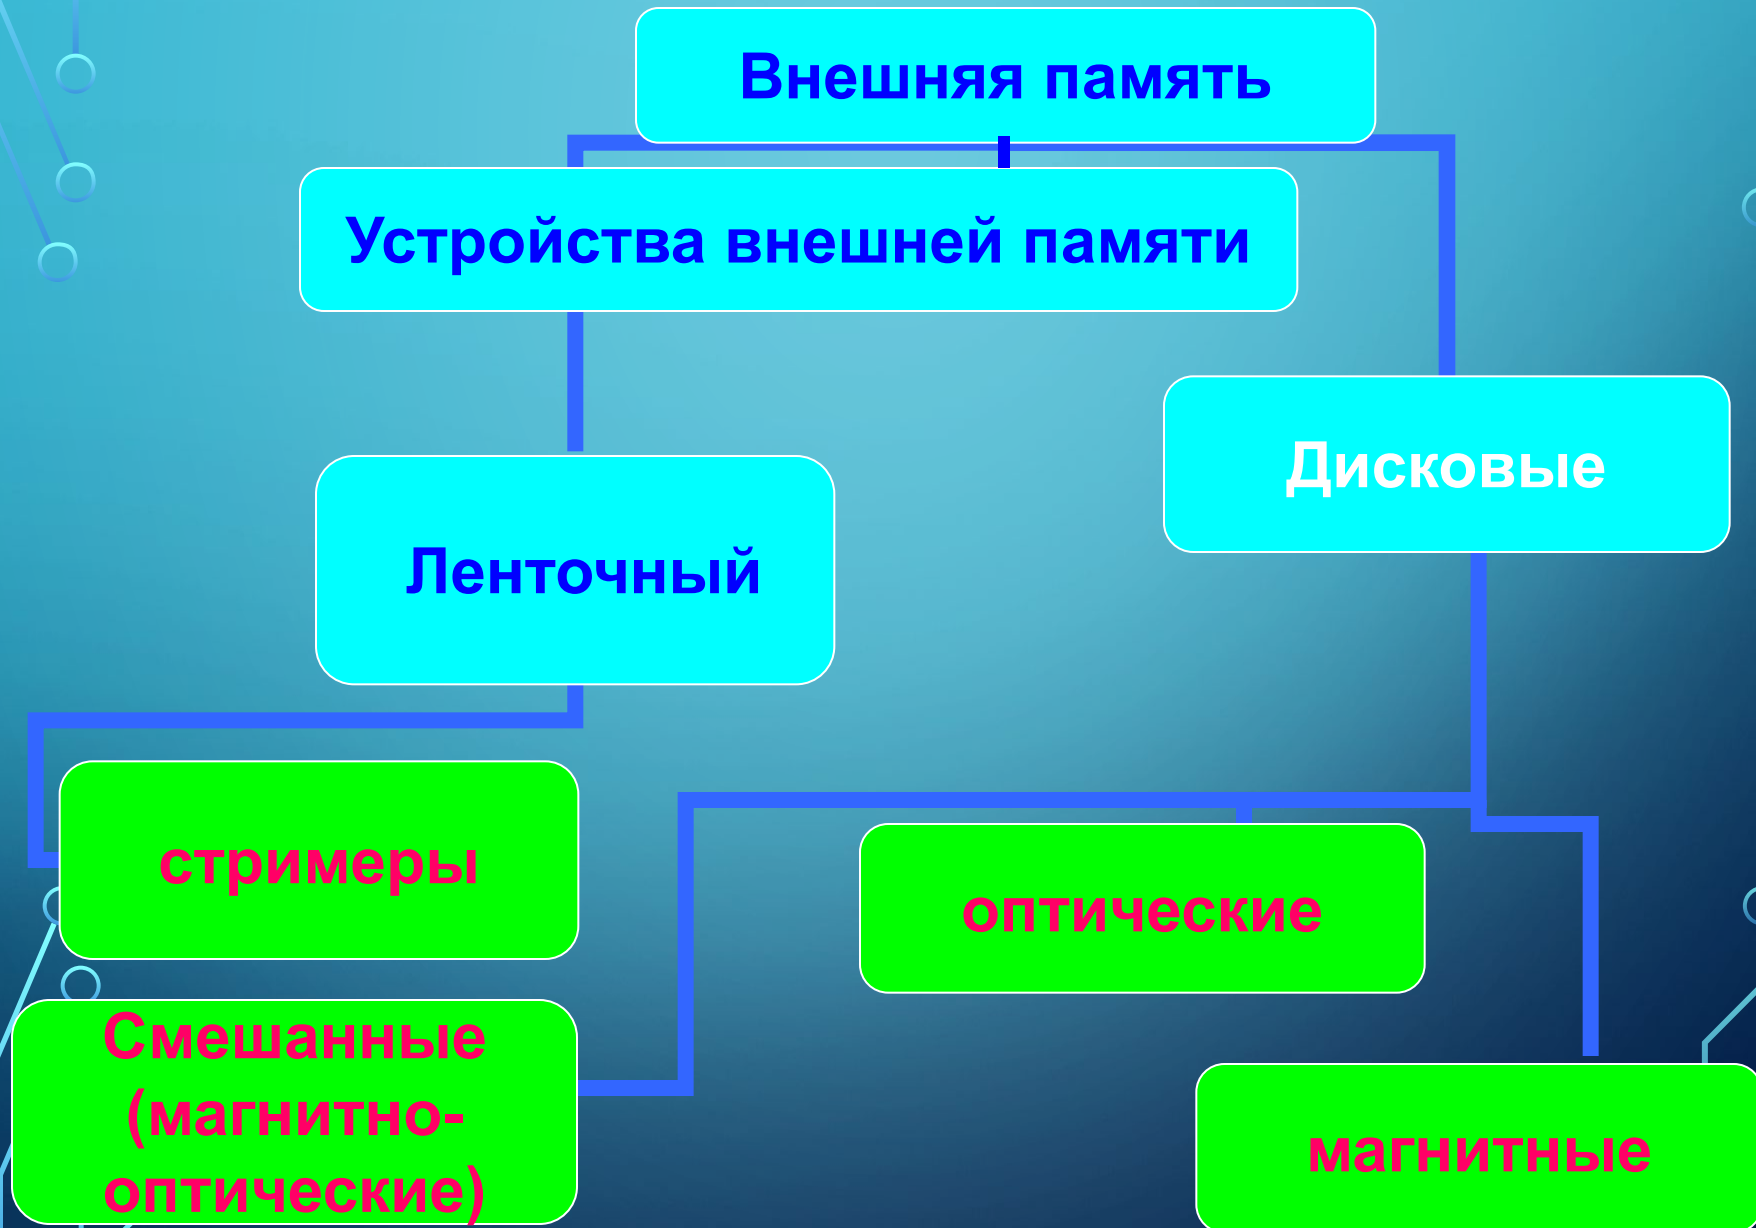 Внешняя память
Устройства внешней памяти
Дисковые
Ленточный
стримеры
оптические
Смешанные
(магнитно-
оптические)
магнитные